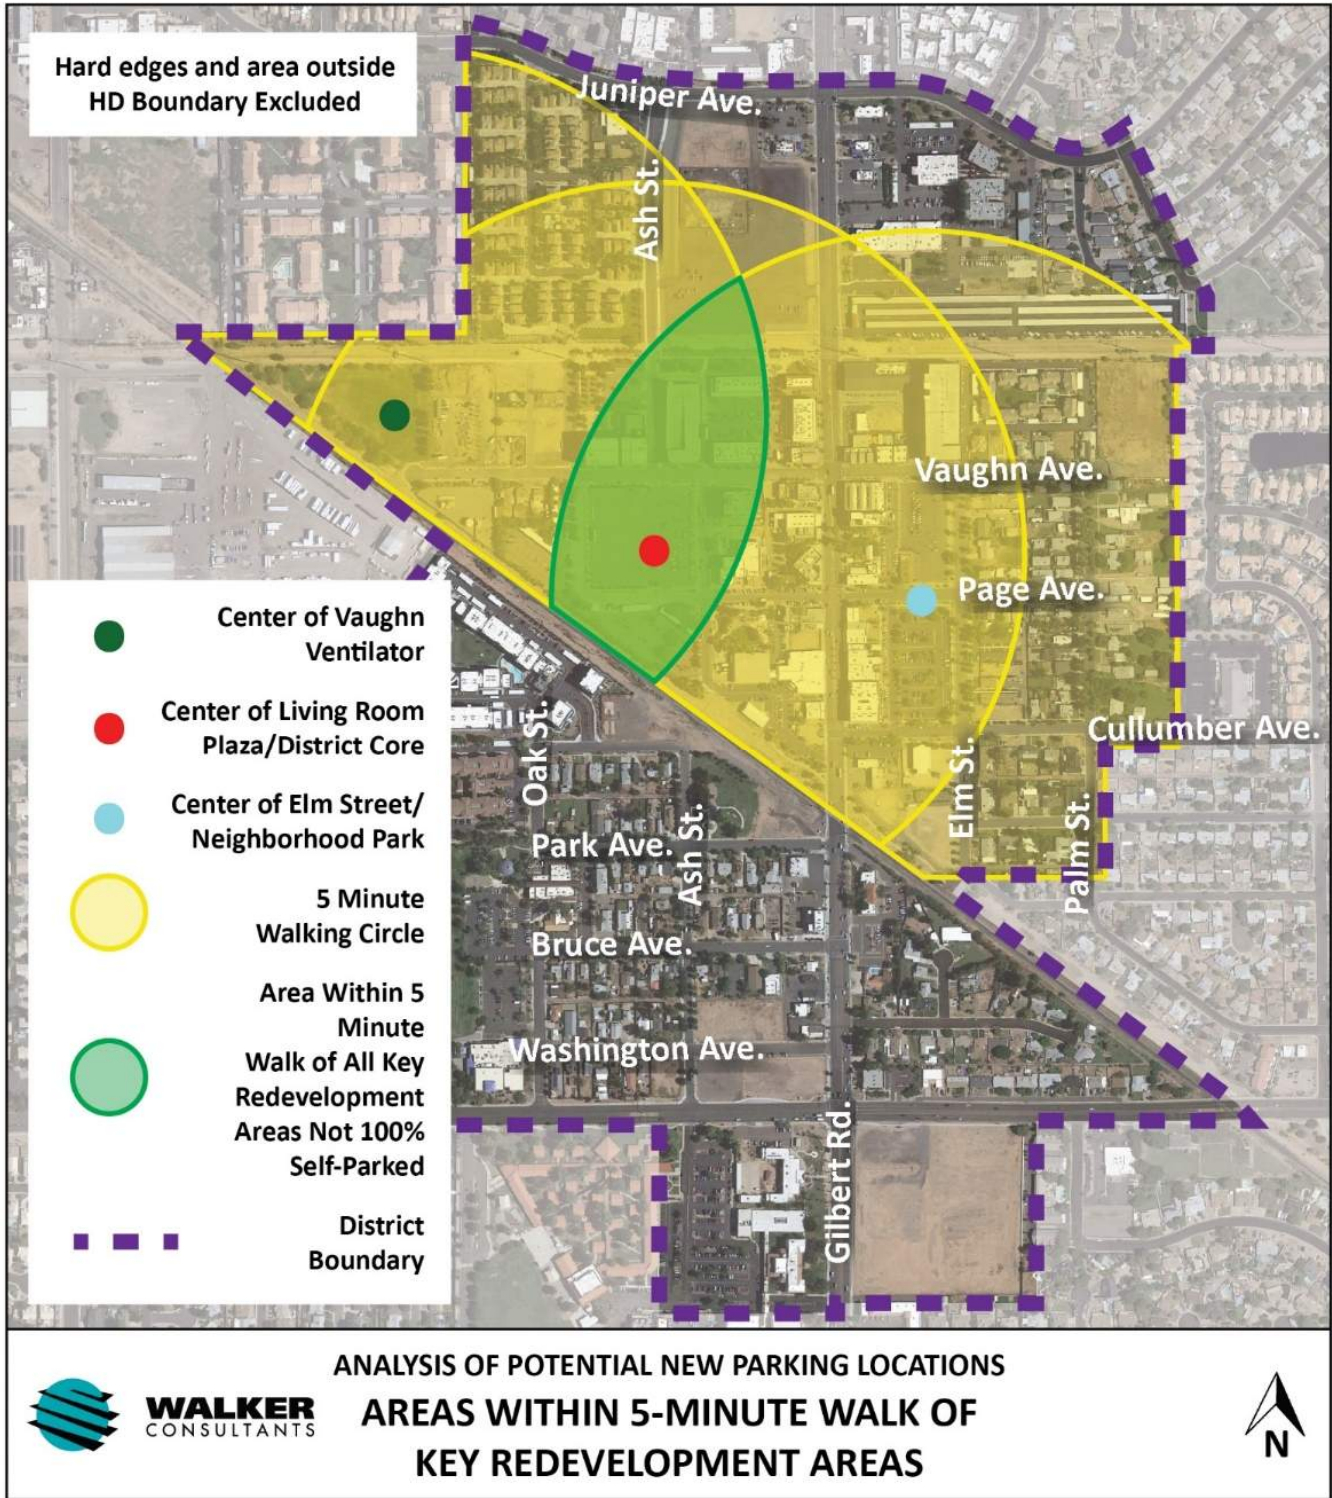 Hard edges and area outside
HD Boundary Excluded
Juniper Ave.
Ash St.
Vaughn Ave.
Page Ave.
Cullumber Ave.
Oak St.
Elm St.
Palm St.
Park Ave.
Ash St.
Bruce Ave.
Washington Ave.
Gilbert Rd.
Center of Vaughn
Ventilator
Center of Living Room
Plaza/District Core
Center of Elm Street/
Neighborhood Park
5 Minute
Walking Circle
Area Within 5
Minute
Walk of All Key
Redevelopment
Areas Not 100%
Self-Parked
District
Boundary
WALKER
CONSULTANTS
ANALYSIS OF POTENTIAL NEW PARKING LOCATIONS
AREAS WITHIN 5-MINUTE WALK OF
KEY REDEVELOPMENT AREAS
N